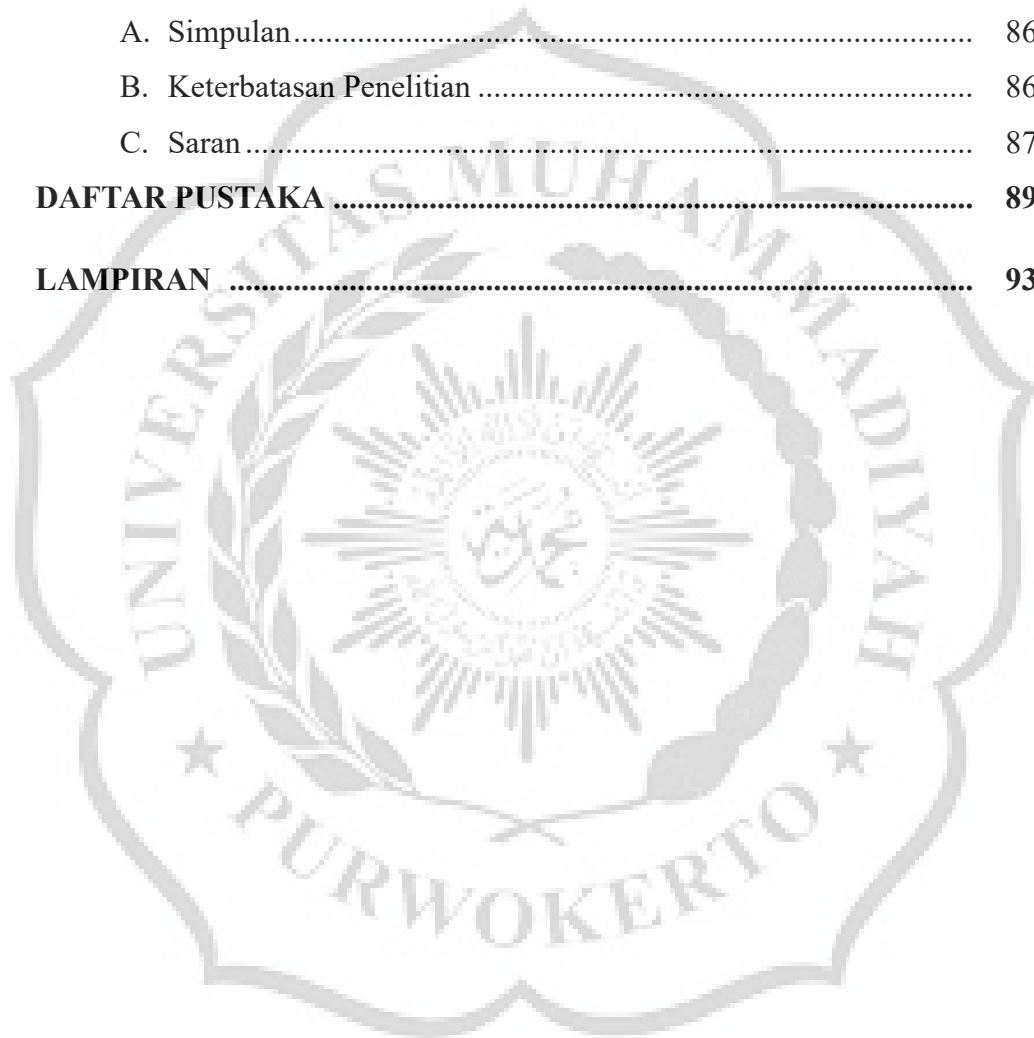 A. Simpulan........................................................................................ 86
B. Keterbatasan Penelitian ................................................................ 86
C. Saran .............................................................................................. 87
DAFTAR PUSTAKA .................................................................................. 89
LAMPIRAN ................................................................................................ 93
UNIVERSITAS MUHAMMADIYAH
PURWOKERTO